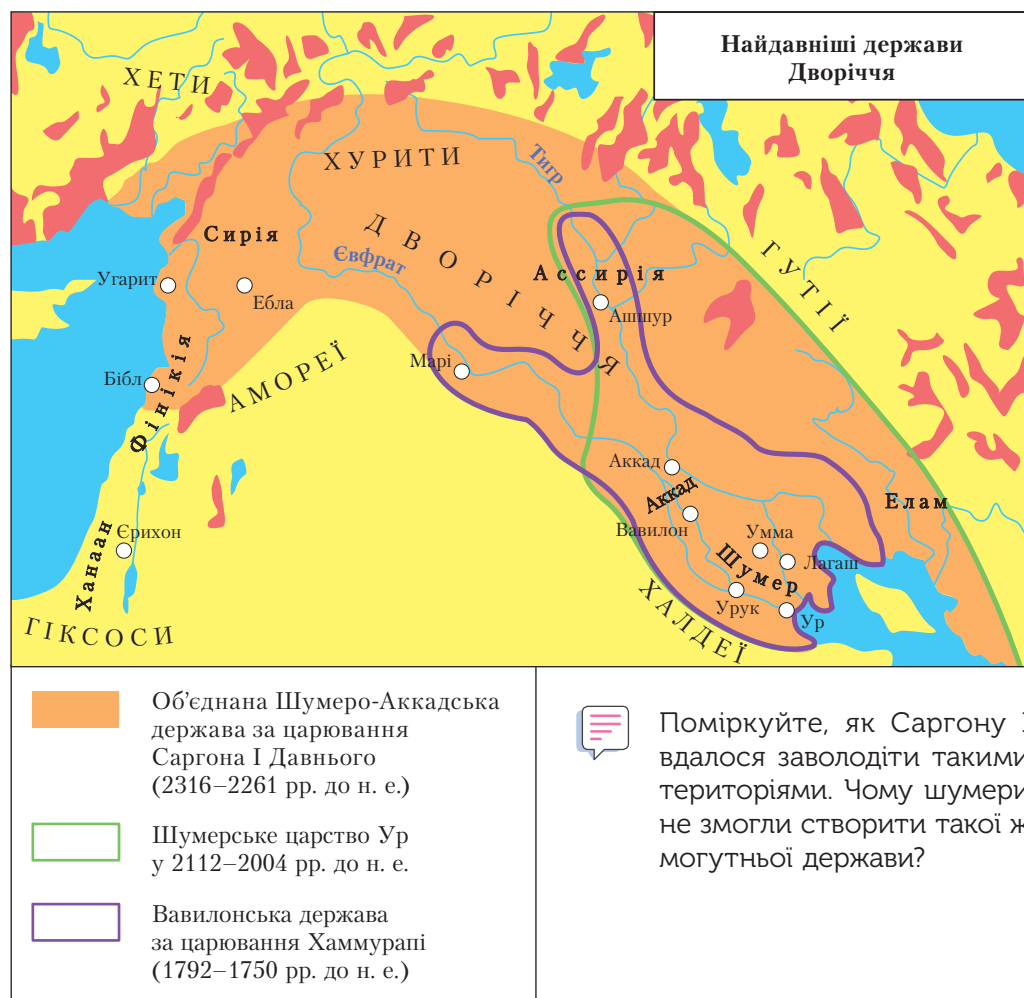 Найдавніші держави
Дворіччя
ХЕТИ
ХУРИТИ
Тигр
ДВОРІЧЧЯ
Сирія
Євфрат
Ассирія
ГУТІЇ
Угарит
Ебла
Ашшур
Марі
Бібл
Фінікія
АМОРЕЇ
Аккад
Аккад
Елам
Вавилон
Умма
Єрихон
Шумер
Лагаш
Ханаан
Урук
Ур
ХАЛДЕЇ
ГІКСОСИ
Об’єднана Шумеро-Аккадська
держава за царювання
Саргона І Давнього
(2316–2261 рр. до н. е.)
Шумерське царство Ур
у 2112–2004 рр. до н. е.
Вавилонська держава
за царювання Хаммурапі
(1792–1750 рр. до н. е.)
Поміркуйте, як Саргону
вдалося заволодіти такими
територіями. Чому шумери
не змогли створити такої ж
могутньої держави?